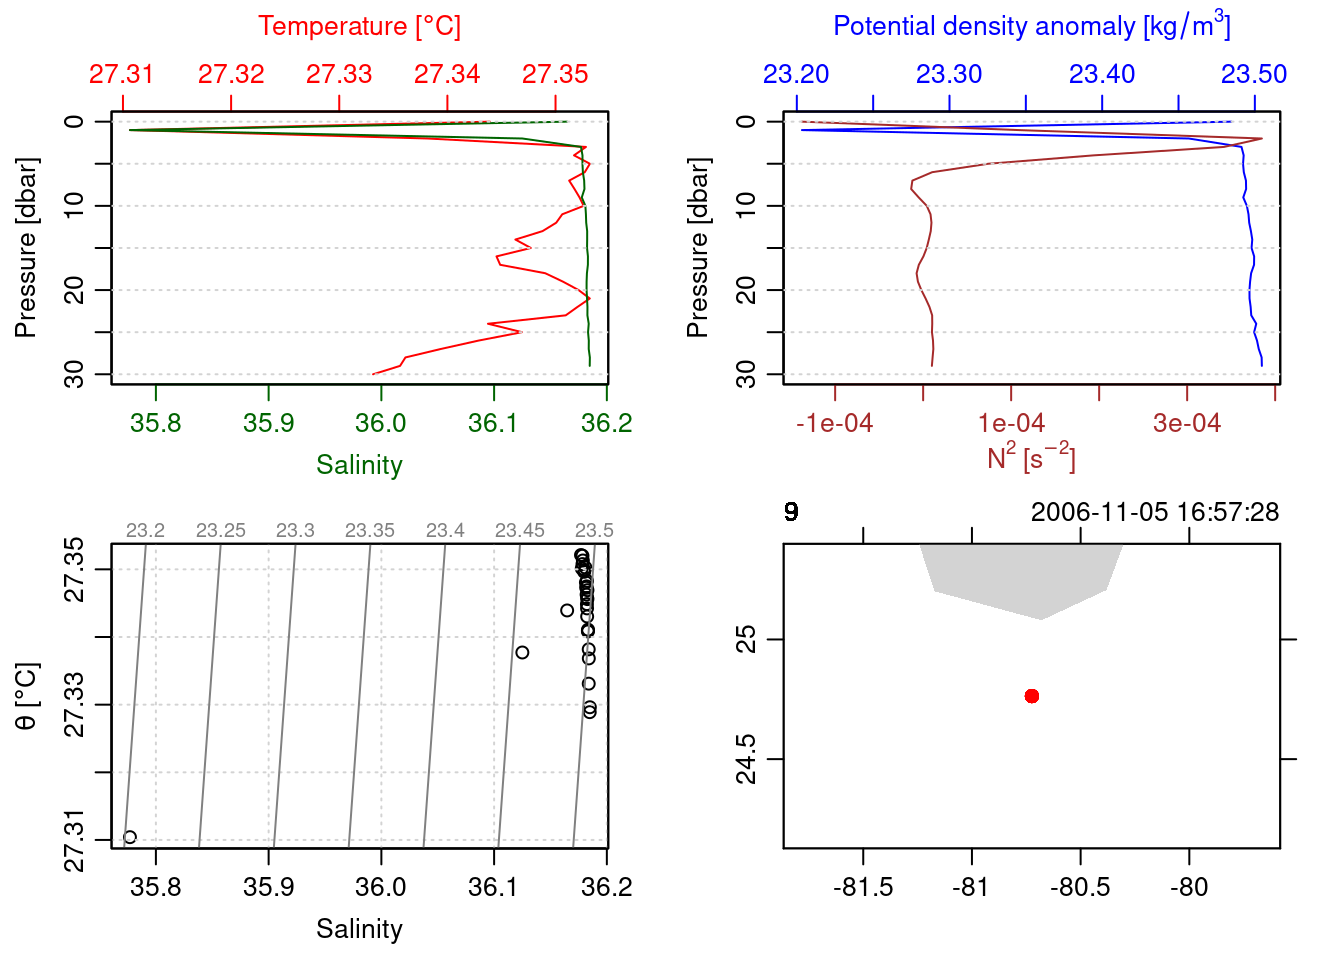 Temperature [°C]
27.31 27.32 27.33 27.34 27.35
0
10
20
30
Pressure [dbar]
35.8 35.9 36.0 36.1 36.2
Salinity
Potential density anomaly [kg/m³]
23.20 23.30 23.40 23.50
0
10
20
30
Pressure [dbar]
-1e-04 1e-04 3e-04
N² [s⁻²]
23.2 23.25 23.3 23.35 23.4 23.45 23.5
27.35
27.33
27.31
θ [°C]
35.8 35.9 36.0 36.1 36.2
Salinity
2006-11-05 16:57:28
25
24.5
-81.5 -81 -80.5 -80